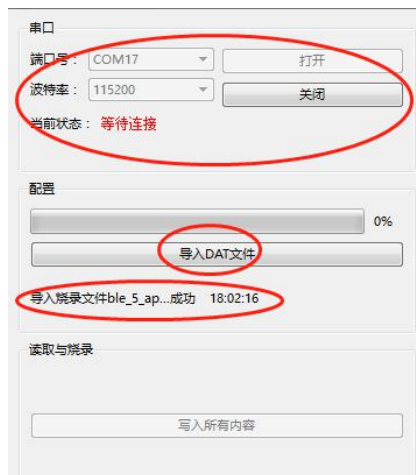 串口
端口号： COM17 打开
波特率： 115200 关闭
当前状态： 等待连接
配置
0%
导入DAT文件
导入烧录文件ble_5_ap...成功 18:02:16
读取与烧录
写入所有内容